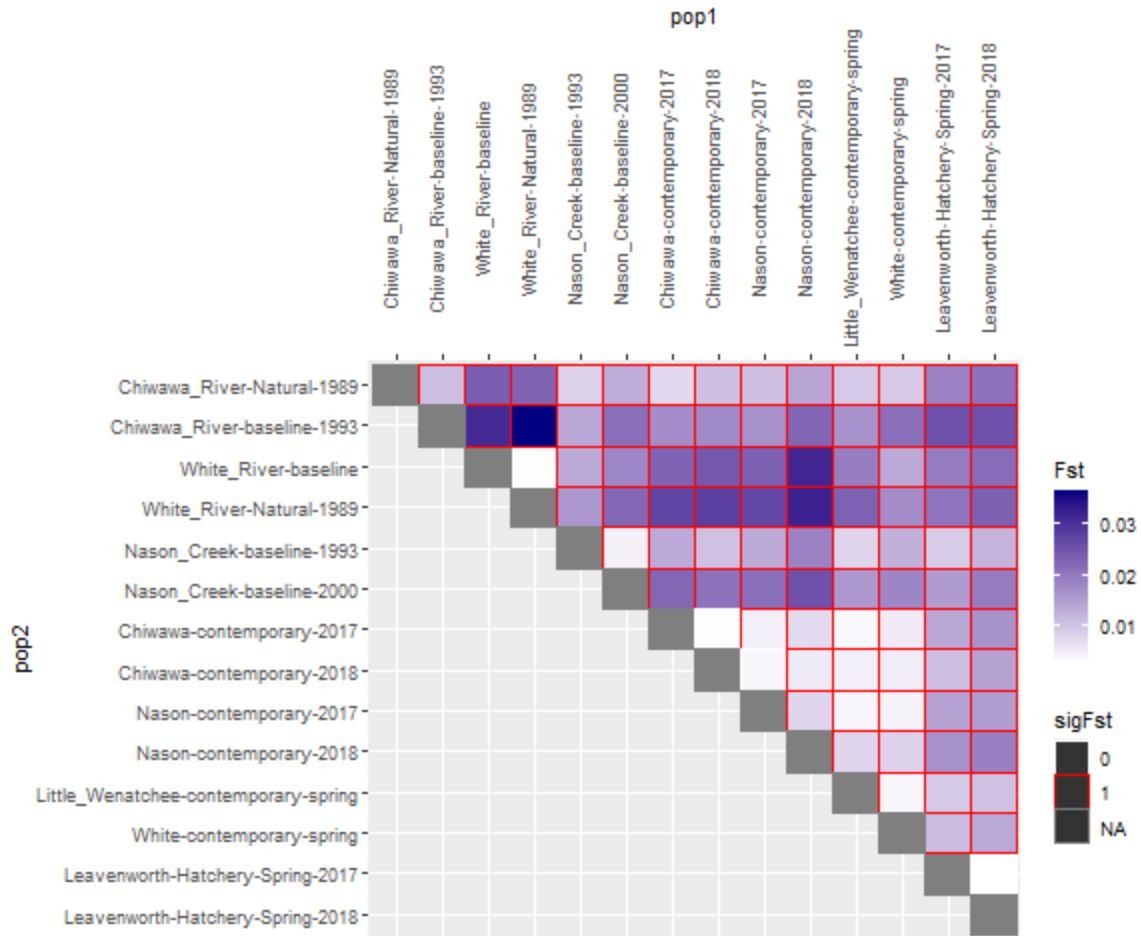 pop1
Chiwawa_River-Natural-1989
Chiwawa_River-baseline-1993
White_River-baseline
White_River-Natural-1989
Nason_Creek-baseline-1993
Nason_Creek-baseline-2000
Chiwawa-contemporary-2017
Chiwawa-contemporary-2018
Nason-contemporary-2017
Nason-contemporary-2018
Little_Wenatchee-contemporary-spring
White-contemporary-spring
Leavenworth-Hatchery-Spring-2017
Leavenworth-Hatchery-Spring-2018
pop2
Chiwawa_River-Natural-1989
Chiwawa_River-baseline-1993
White_River-baseline
White_River-Natural-1989
Nason_Creek-baseline-1993
Nason_Creek-baseline-2000
Chiwawa-contemporary-2017
Chiwawa-contemporary-2018
Nason-contemporary-2017
Nason-contemporary-2018
Little_Wenatchee-contemporary-spring
White-contemporary-spring
Leavenworth-Hatchery-Spring-2017
Leavenworth-Hatchery-Spring-2018
Fst
0.03
0.02
0.01
sigFst
0
1
NA